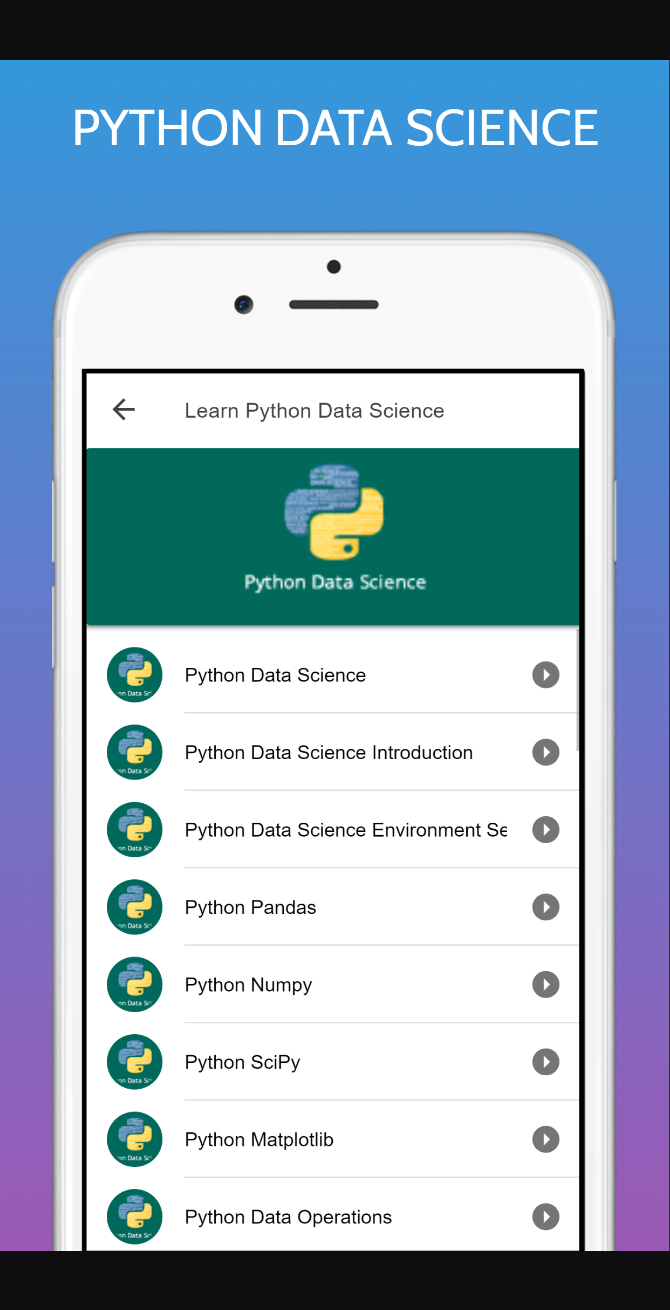 PYTHON DATA SCIENCE
Learn Python Data Science
Python Data Science
Python Data Science
Python Data Science Introduction
Python Data Science Environment Se
Python Pandas
Python Numpy
Python SciPy
Python Matplotlib
Python Data Operations